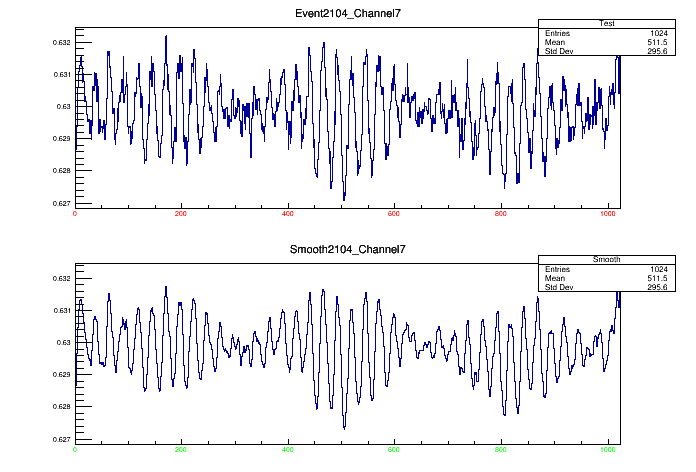 Event2104_Channel7
Test
Entries 1024
Mean 511.5
Std Dev 295.6
0.632
0.631
0.63
0.629
0.628
0.627
0 200 400 600 800 1000
Smooth2104_Channel7
Smooth
Entries 1024
Mean 511.5
Std Dev 295.6
0.632
0.631
0.63
0.629
0.628
0.627
0 200 400 600 800 1000